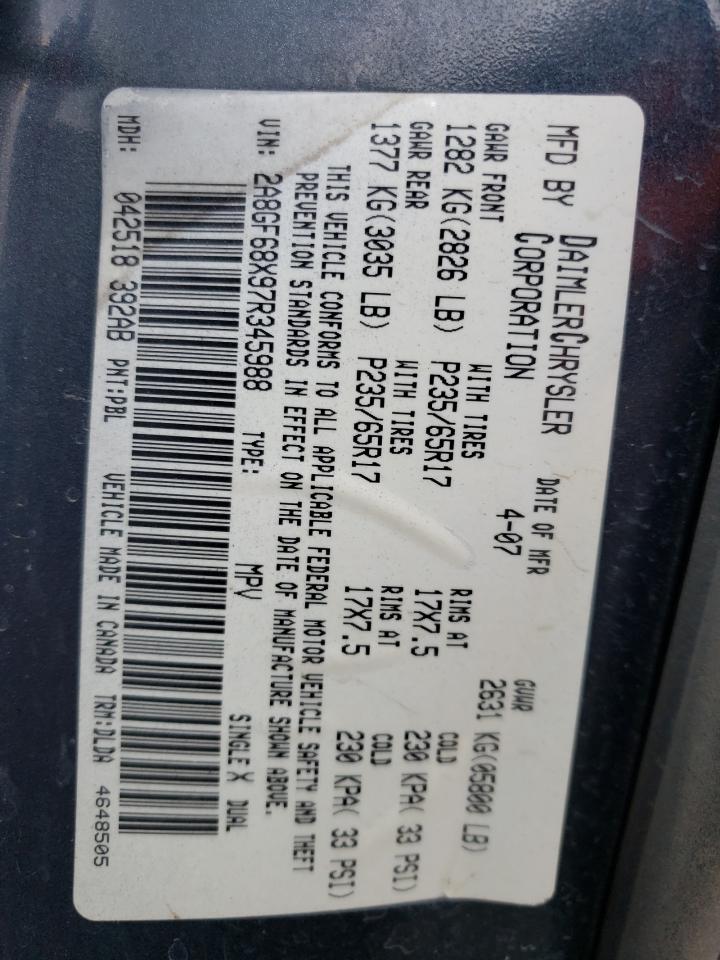 MFD BY DAIMLERCHRYSLER CORPORATION
DATE OF MFR 4-07
GVWR 2631 KG(05800 LB)
GAWR FRONT WITH TIRES RIMS AT COLD
1282 KG(2826 LB) P235/65R17 17X7.5 230 KPA( 33 PSI)
GAWR REAR WITH TIRES RIMS AT COLD
1377 KG(3035 LB) P235/65R17 17X7.5 230 KPA( 33 PSI)
THIS VEHICLE CONFORMS TO ALL APPLICABLE FEDERAL MOTOR VEHICLE SAFETY AND THEFT
PREVENTION STANDARDS IN EFFECT ON THE DATE OF MANUFACTURE SHOWN ABOVE.
VIN: 2A8GF68X97R345988 TYPE: MPV SINGLE X DUAL
MDH: 042518 392AB PNT:PBL VEHICLE MADE IN CANADA TRM:DLDA 4648505